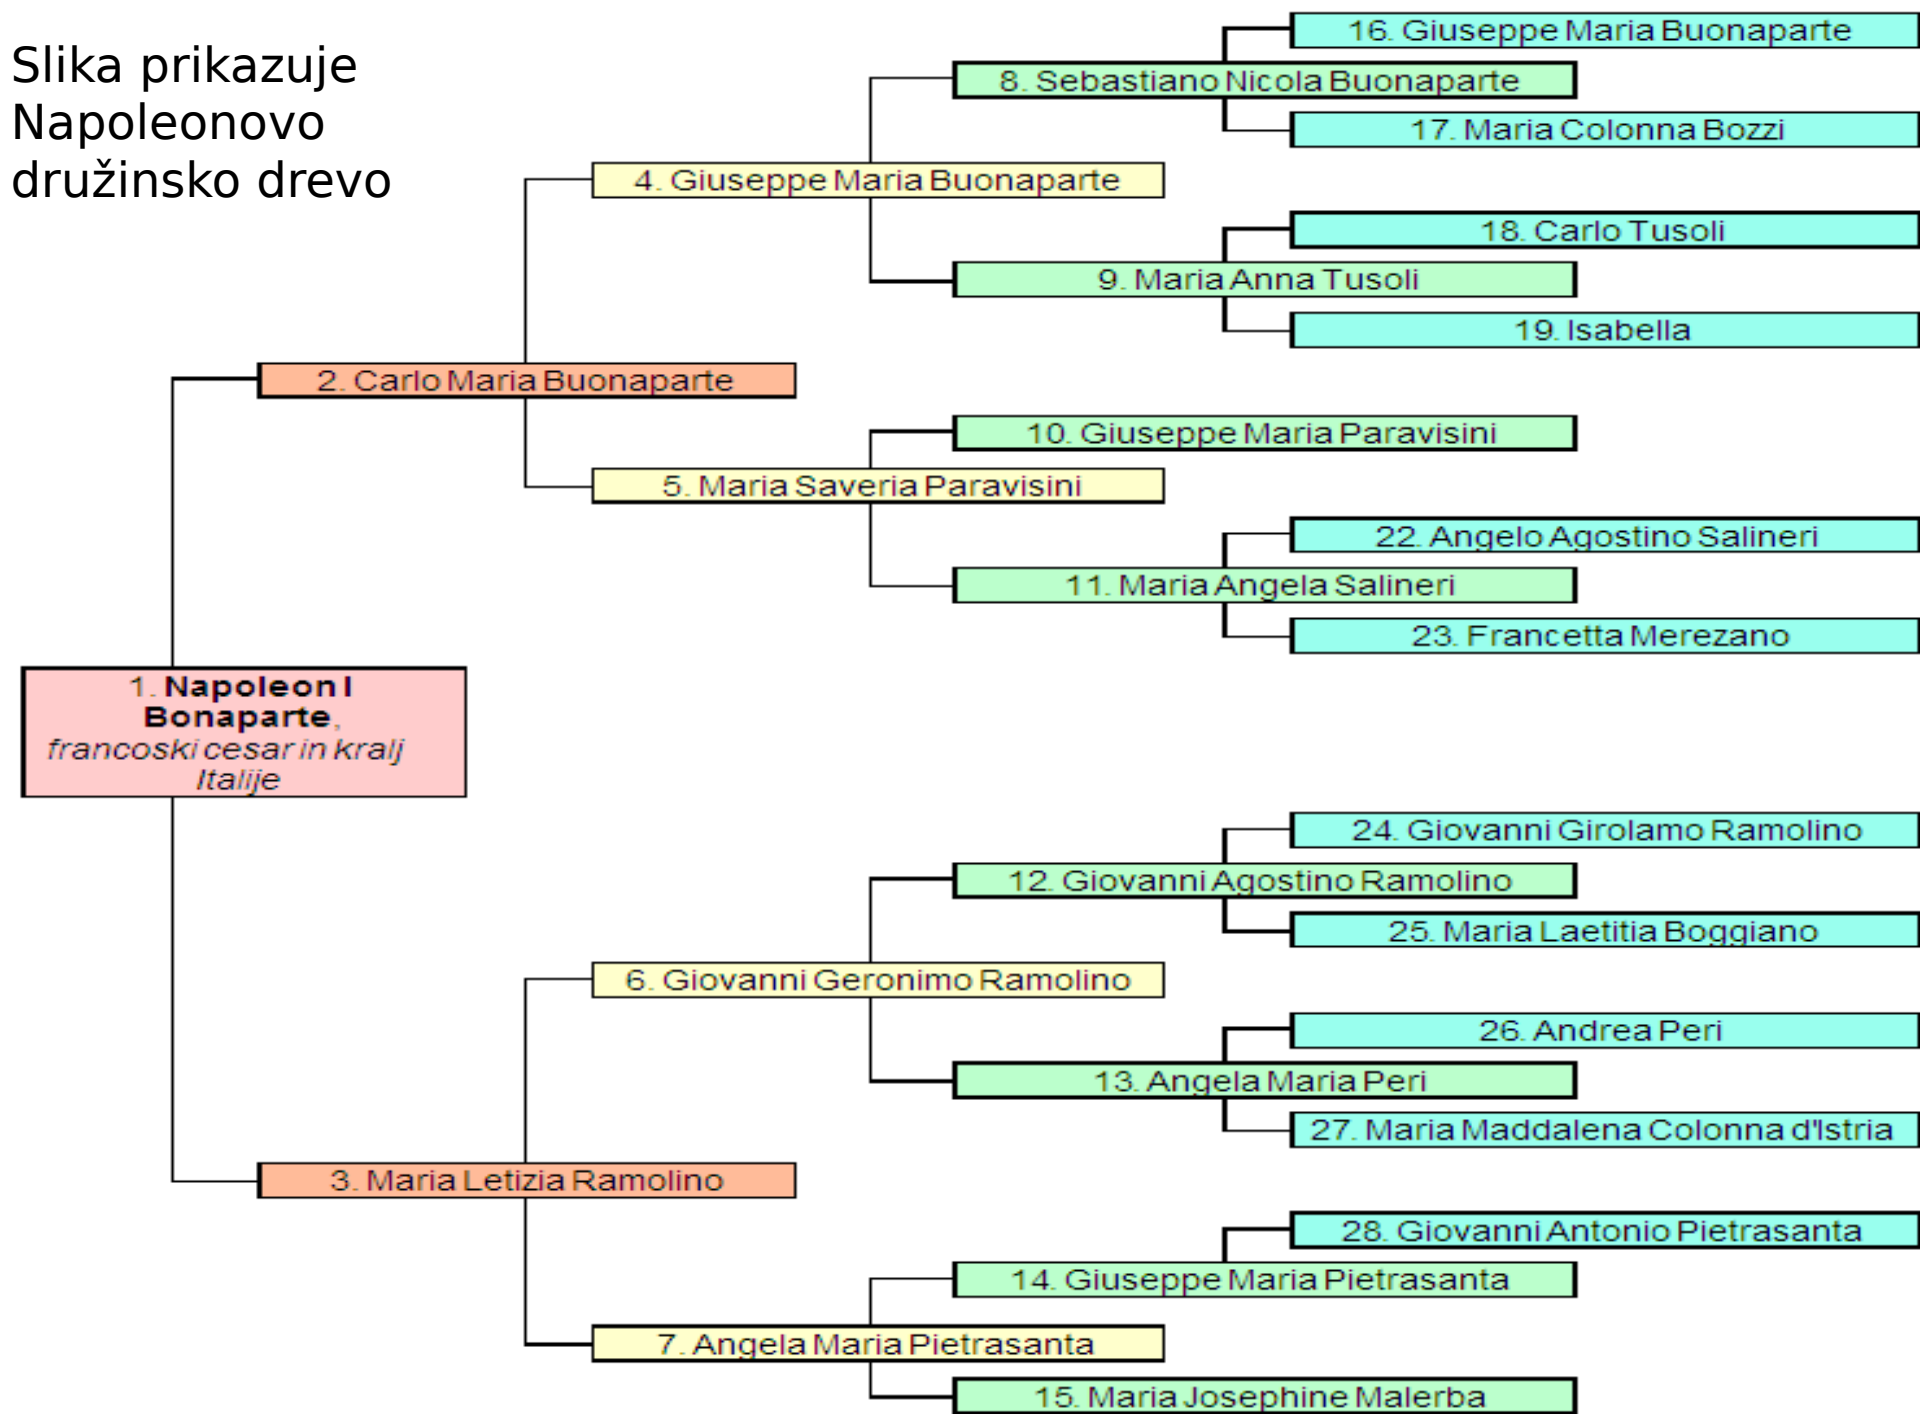 Slika prikazuje
Napoleonovo
družinsko drevo
16. Giuseppe Maria Buonaparte
8. Sebastiano Nicola Buonaparte
17. Maria Colonna Bozzi
4. Giuseppe Maria Buonaparte
18. Carlo Tusoli
9. Maria Anna Tusoli
19. Isabella
2. Carlo Maria Buonaparte
10. Giuseppe Maria Paravisini
5. Maria Saveria Paravisini
22. Angelo Agostino Salineri
11. Maria Angela Salineri
23. Francetta Merezano
1. Napoleon I
Bonaparte,
francoski cesar in kralj
Italije
24. Giovanni Girolamo Ramolino
12. Giovanni Agostino Ramolino
25. Maria Laetitia Boggiano
6. Giovanni Geronimo Ramolino
26. Andrea Peri
13. Angela Maria Peri
27. Maria Maddalena Colonna d'Istria
3. Maria Letizia Ramolino
28. Giovanni Antonio Pietrasanta
14. Giuseppe Maria Pietrasanta
7. Angela Maria Pietrasanta
15. Maria Josephine Malerba